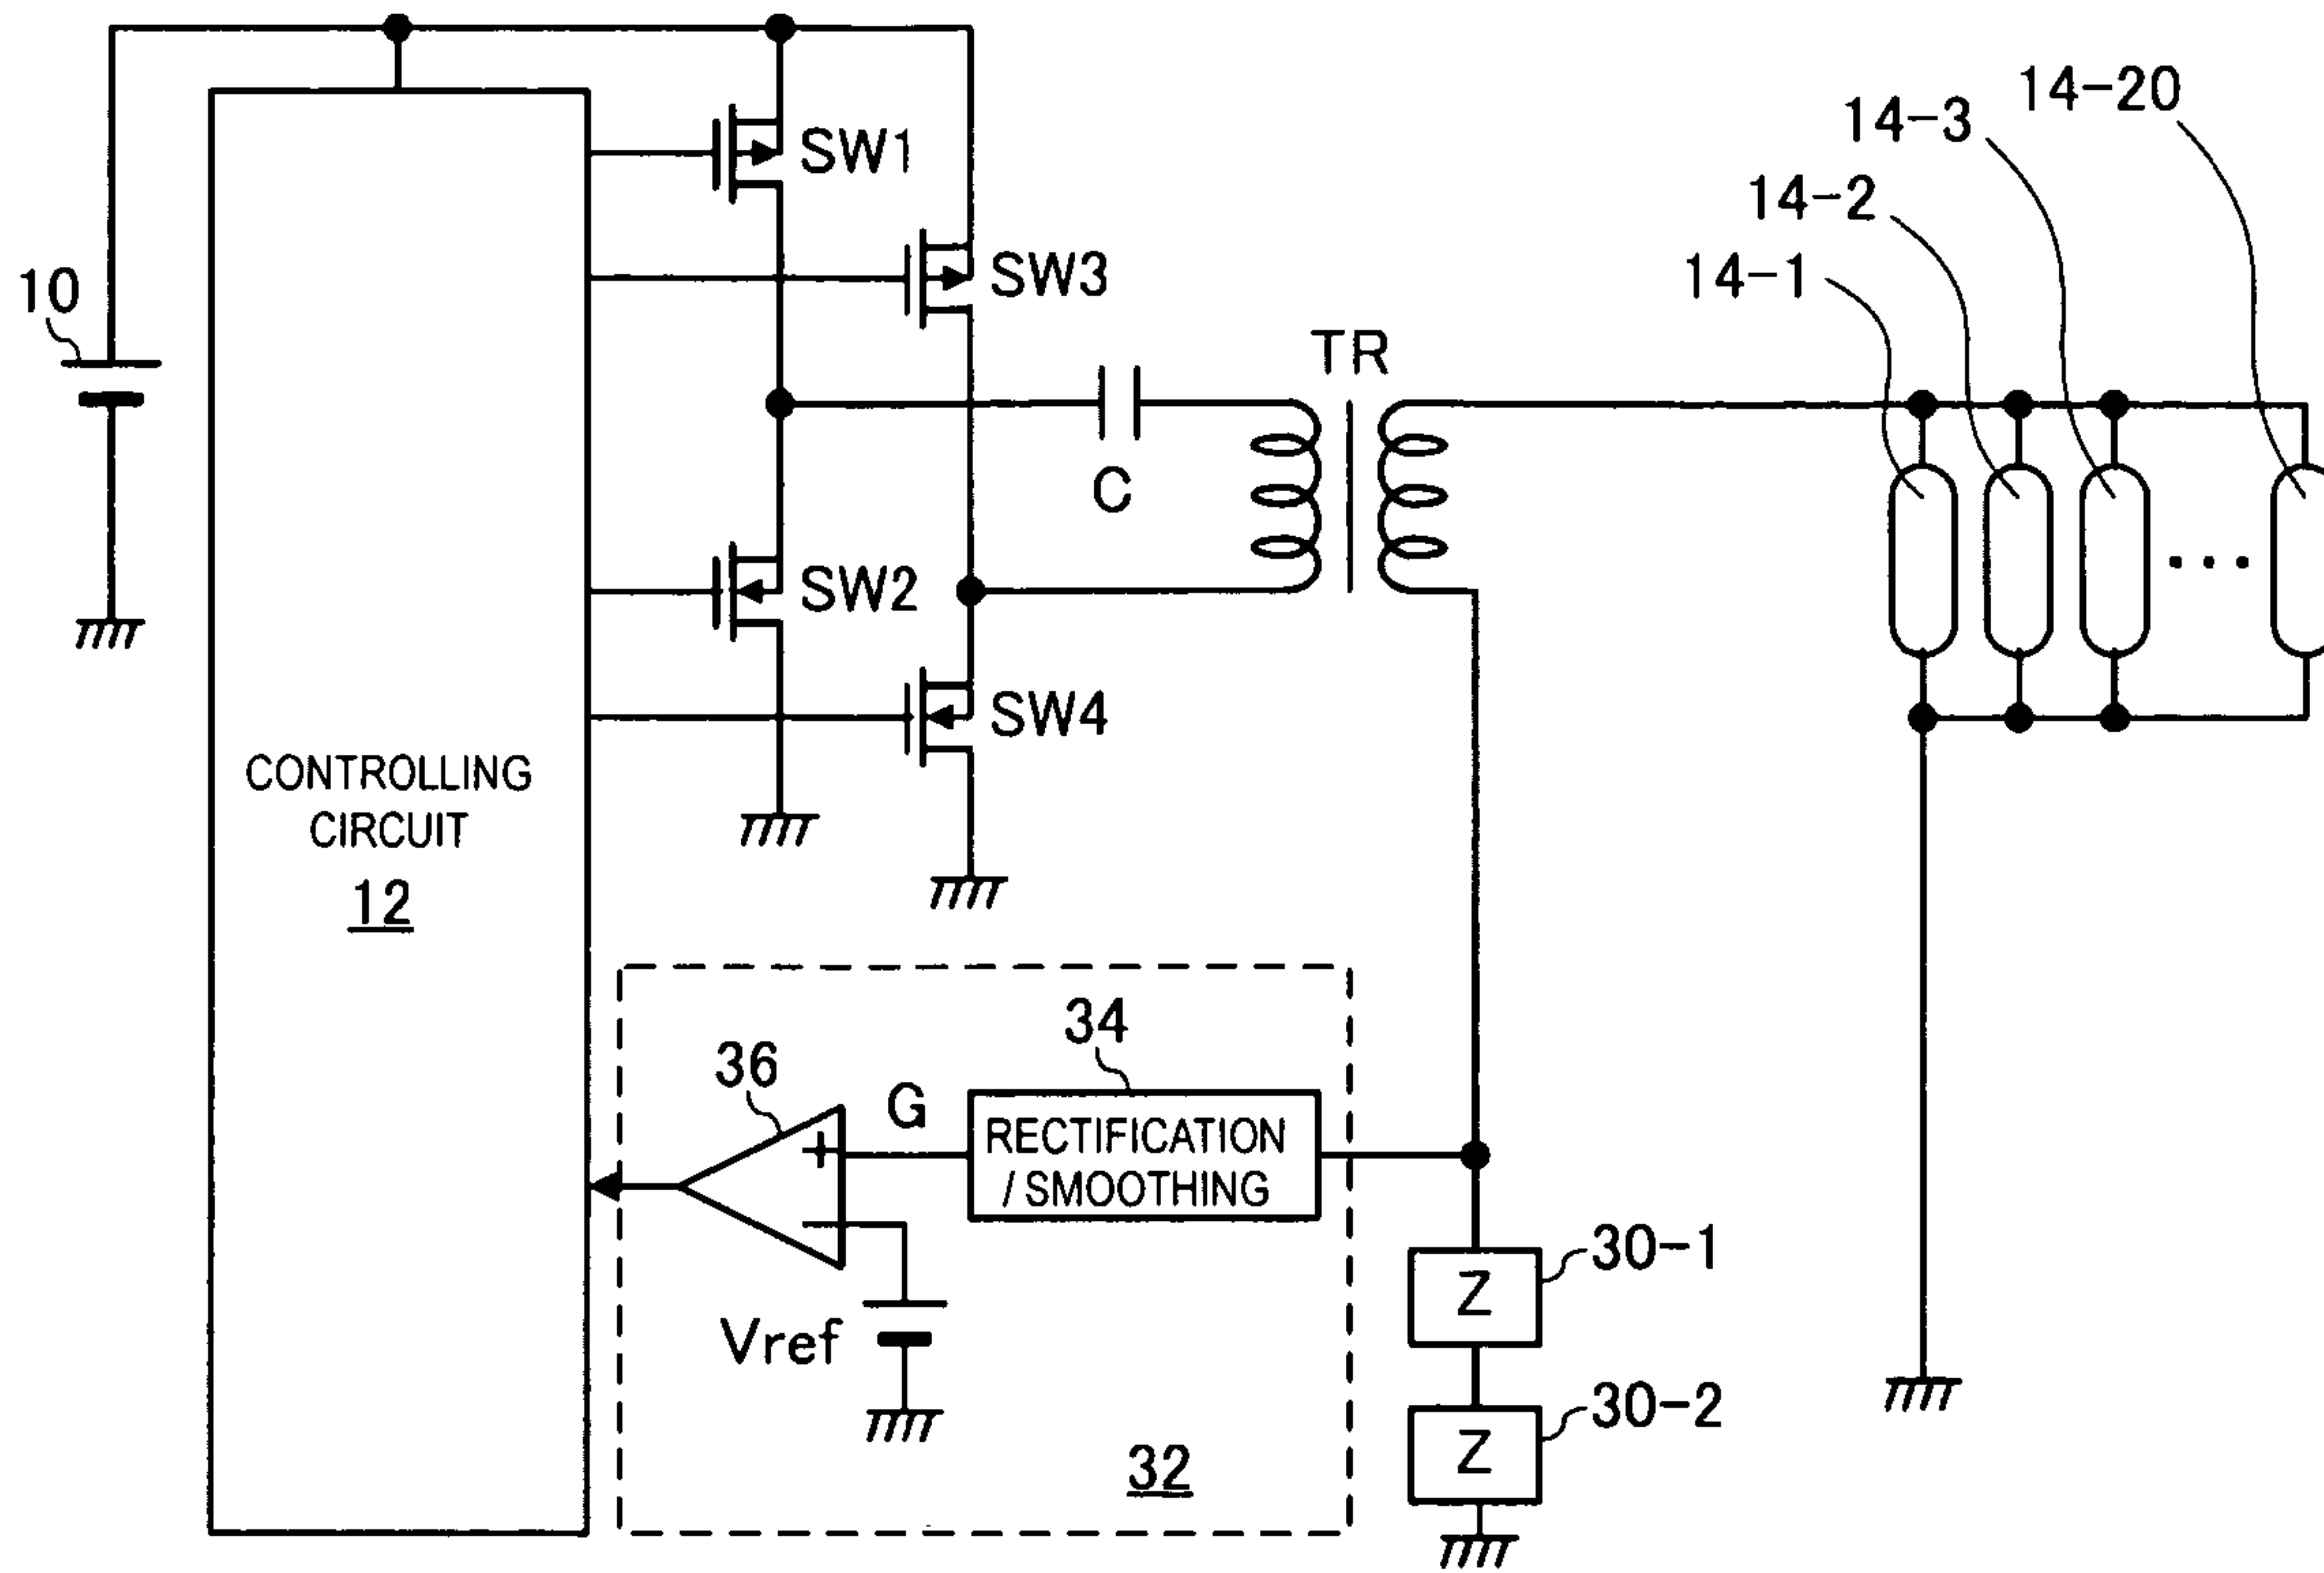 14-20
14-3
SW1
14-2
10
SW3
14-1
TR
C
SW2
SW4
CONTROLLING
CIRCUIT
12
34
36
G
+
RECTIFICATION
/ SMOOTHING
−
30-1
Z
Vref
30-2
Z
32